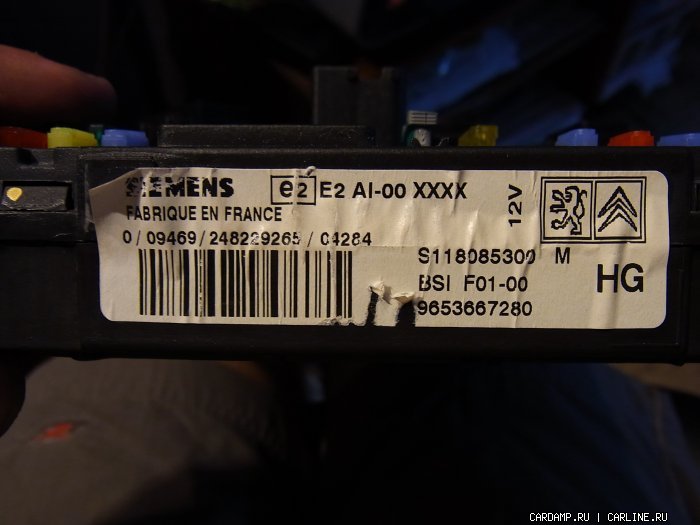 SIEMENS e2 E2 AI-00 XXXX
FABRIQUE EN FRANCE
0/09469/248229265/04284
12V
S118085300 M
BSI F01-00
9653667280
HG
CARDAMP.RU | CARLINE.RU